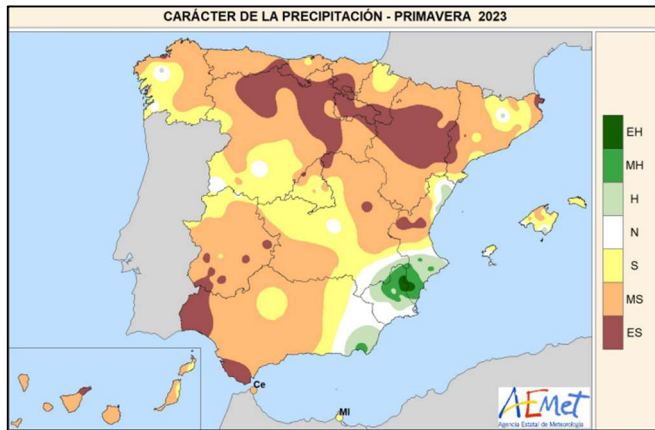 CARÁCTER DE LA PRECIPITACIÓN - PRIMAVERA 2023
EH
MH
H
N
S
MS
ES
Ce
Ml
AEMet
Agencia Estatal de Meteorología